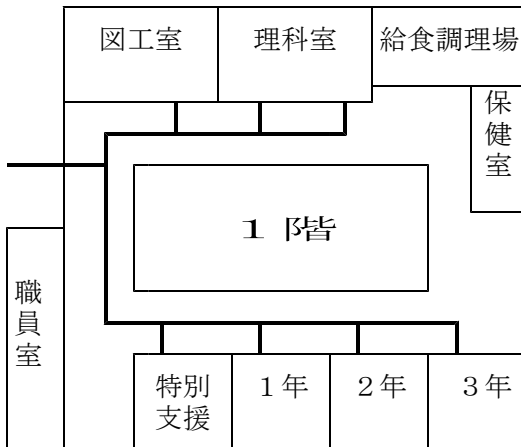 図工室
理科室
給食調理場
保健室
１ 階
職員室
特別
支援
１年
２年
３年